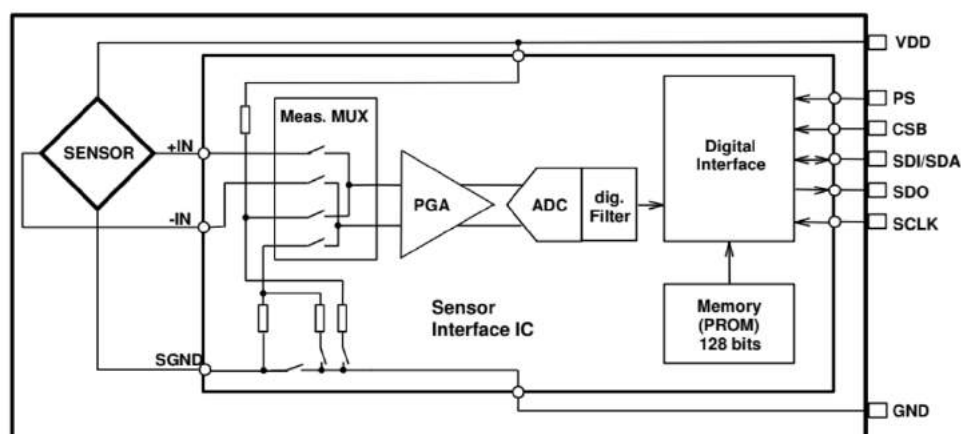 VDD
PS
Meas. MUX
CSB
Digital
Interface
SENSOR
+IN
SDI/SDA
PGA
ADC
dig.
Filter
SDO
-IN
SCLK
Sensor
Interface IC
Memory
(PROM)
128 bits
SGND
GND